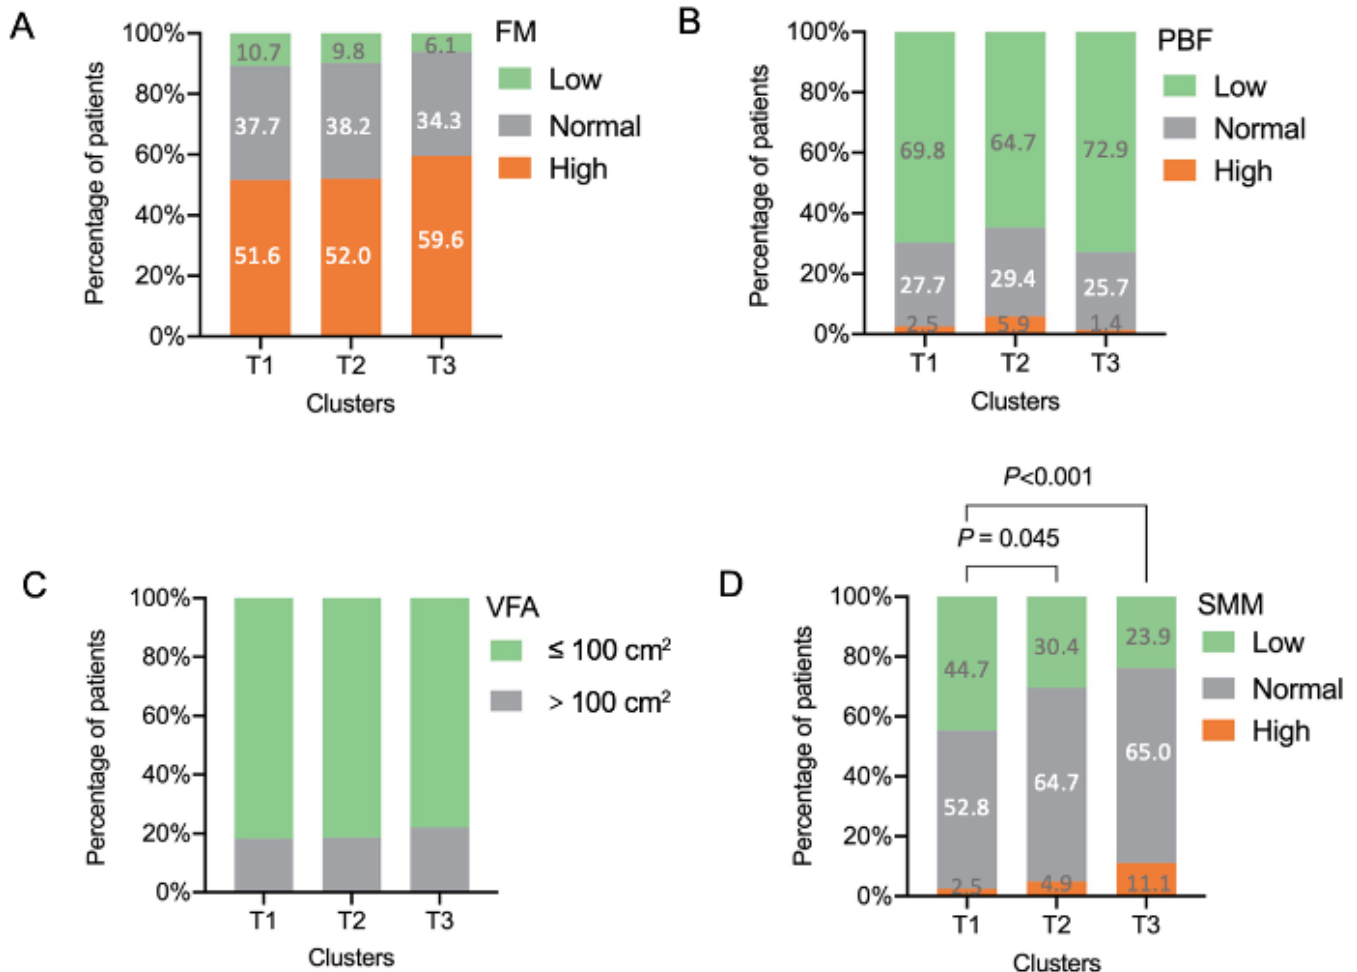 A
FM
Low
Normal
High
Percentage of patients
100%
80%
60%
40%
20%
0%
10.7
9.8
6.1
37.7
38.2
34.3
51.6
52.0
59.6
T1
T2
T3
Clusters
B
PBF
Low
Normal
High
Percentage of patients
100%
80%
60%
40%
20%
0%
69.8
64.7
72.9
27.7
29.4
25.7
2.5
5.9
1.4
T1
T2
T3
Clusters
C
VFA
≤ 100 cm²
> 100 cm²
Percentage of patients
100%
80%
60%
40%
20%
0%
T1
T2
T3
Clusters
D
P<0.001
P = 0.045
SMM
Low
Normal
High
Percentage of patients
100%
80%
60%
40%
20%
0%
44.7
30.4
23.9
52.8
64.7
65.0
2.5
4.9
11.1
T1
T2
T3
Clusters